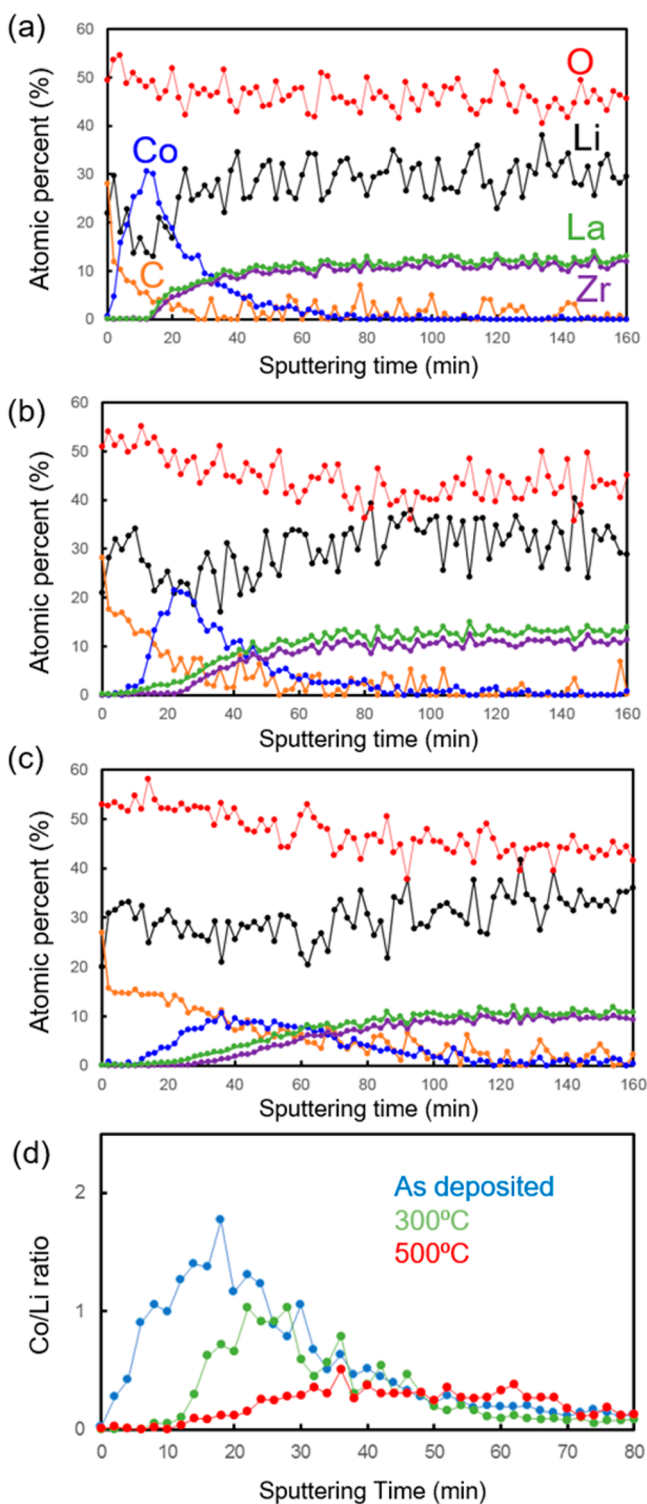 (a)
60
50
40
30
20
10
0
Atomic percent (%)
O
Li
Co
C
La
Zr
0 20 40 60 80 100 120 140 160
Sputtering time (min)
(b)
60
50
40
30
20
10
0
Atomic percent (%)
0 20 40 60 80 100 120 140 160
Sputtering time (min)
(c)
60
50
40
30
20
10
0
Atomic percent (%)
0 20 40 60 80 100 120 140 160
Sputtering time (min)
(d)
2
1
0
Co/Li ratio
As deposited
300ºC
500ºC
0 10 20 30 40 50 60 70 80
Sputtering Time (min)